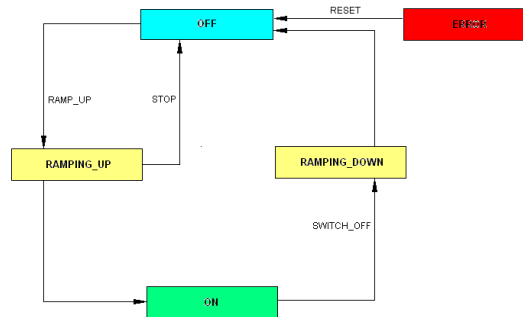 RESET
OFF
ERROR
RAMP_UP
STOP
RAMPING_UP
RAMPING_DOWN
SWITCH_OFF
ON